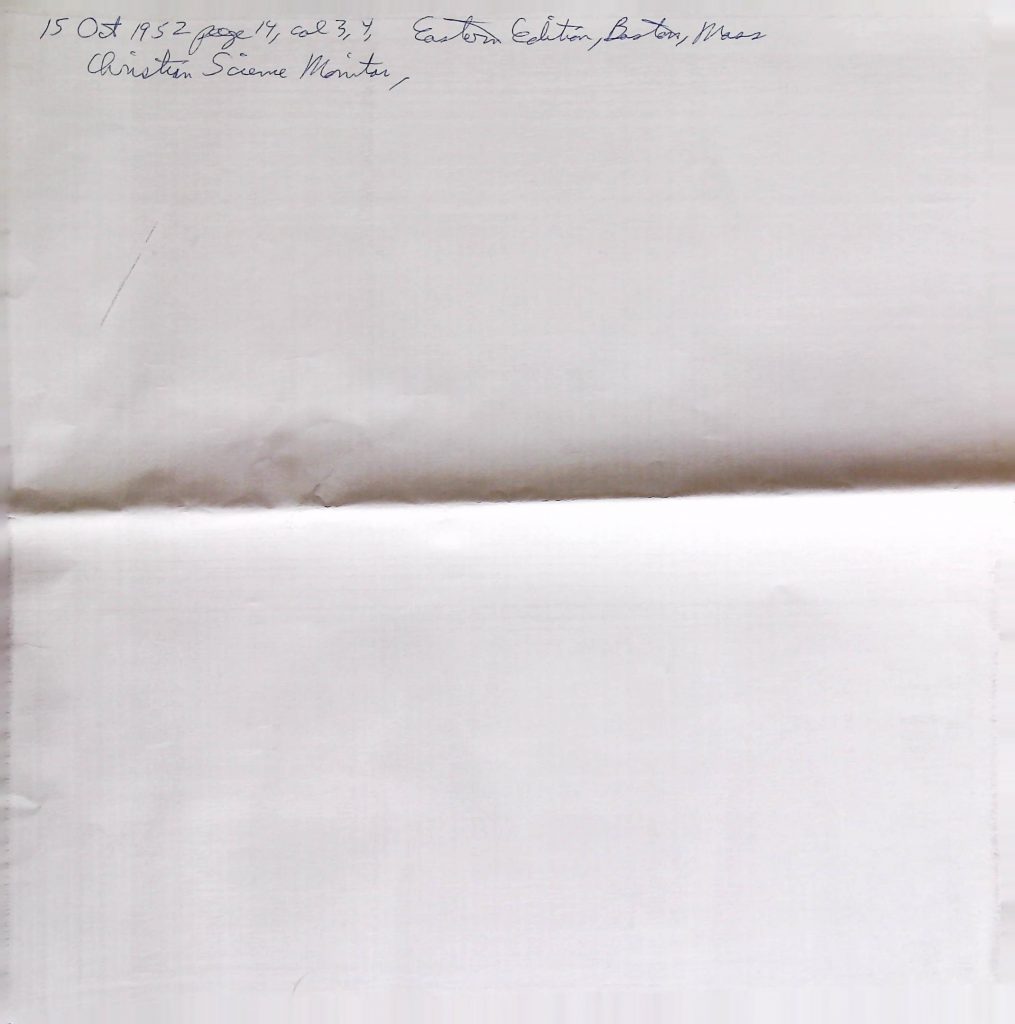 15 Oct 1952 page 14, col 3, 4, Eastern Edition, Boston, Mass
Christian Science Monitor,